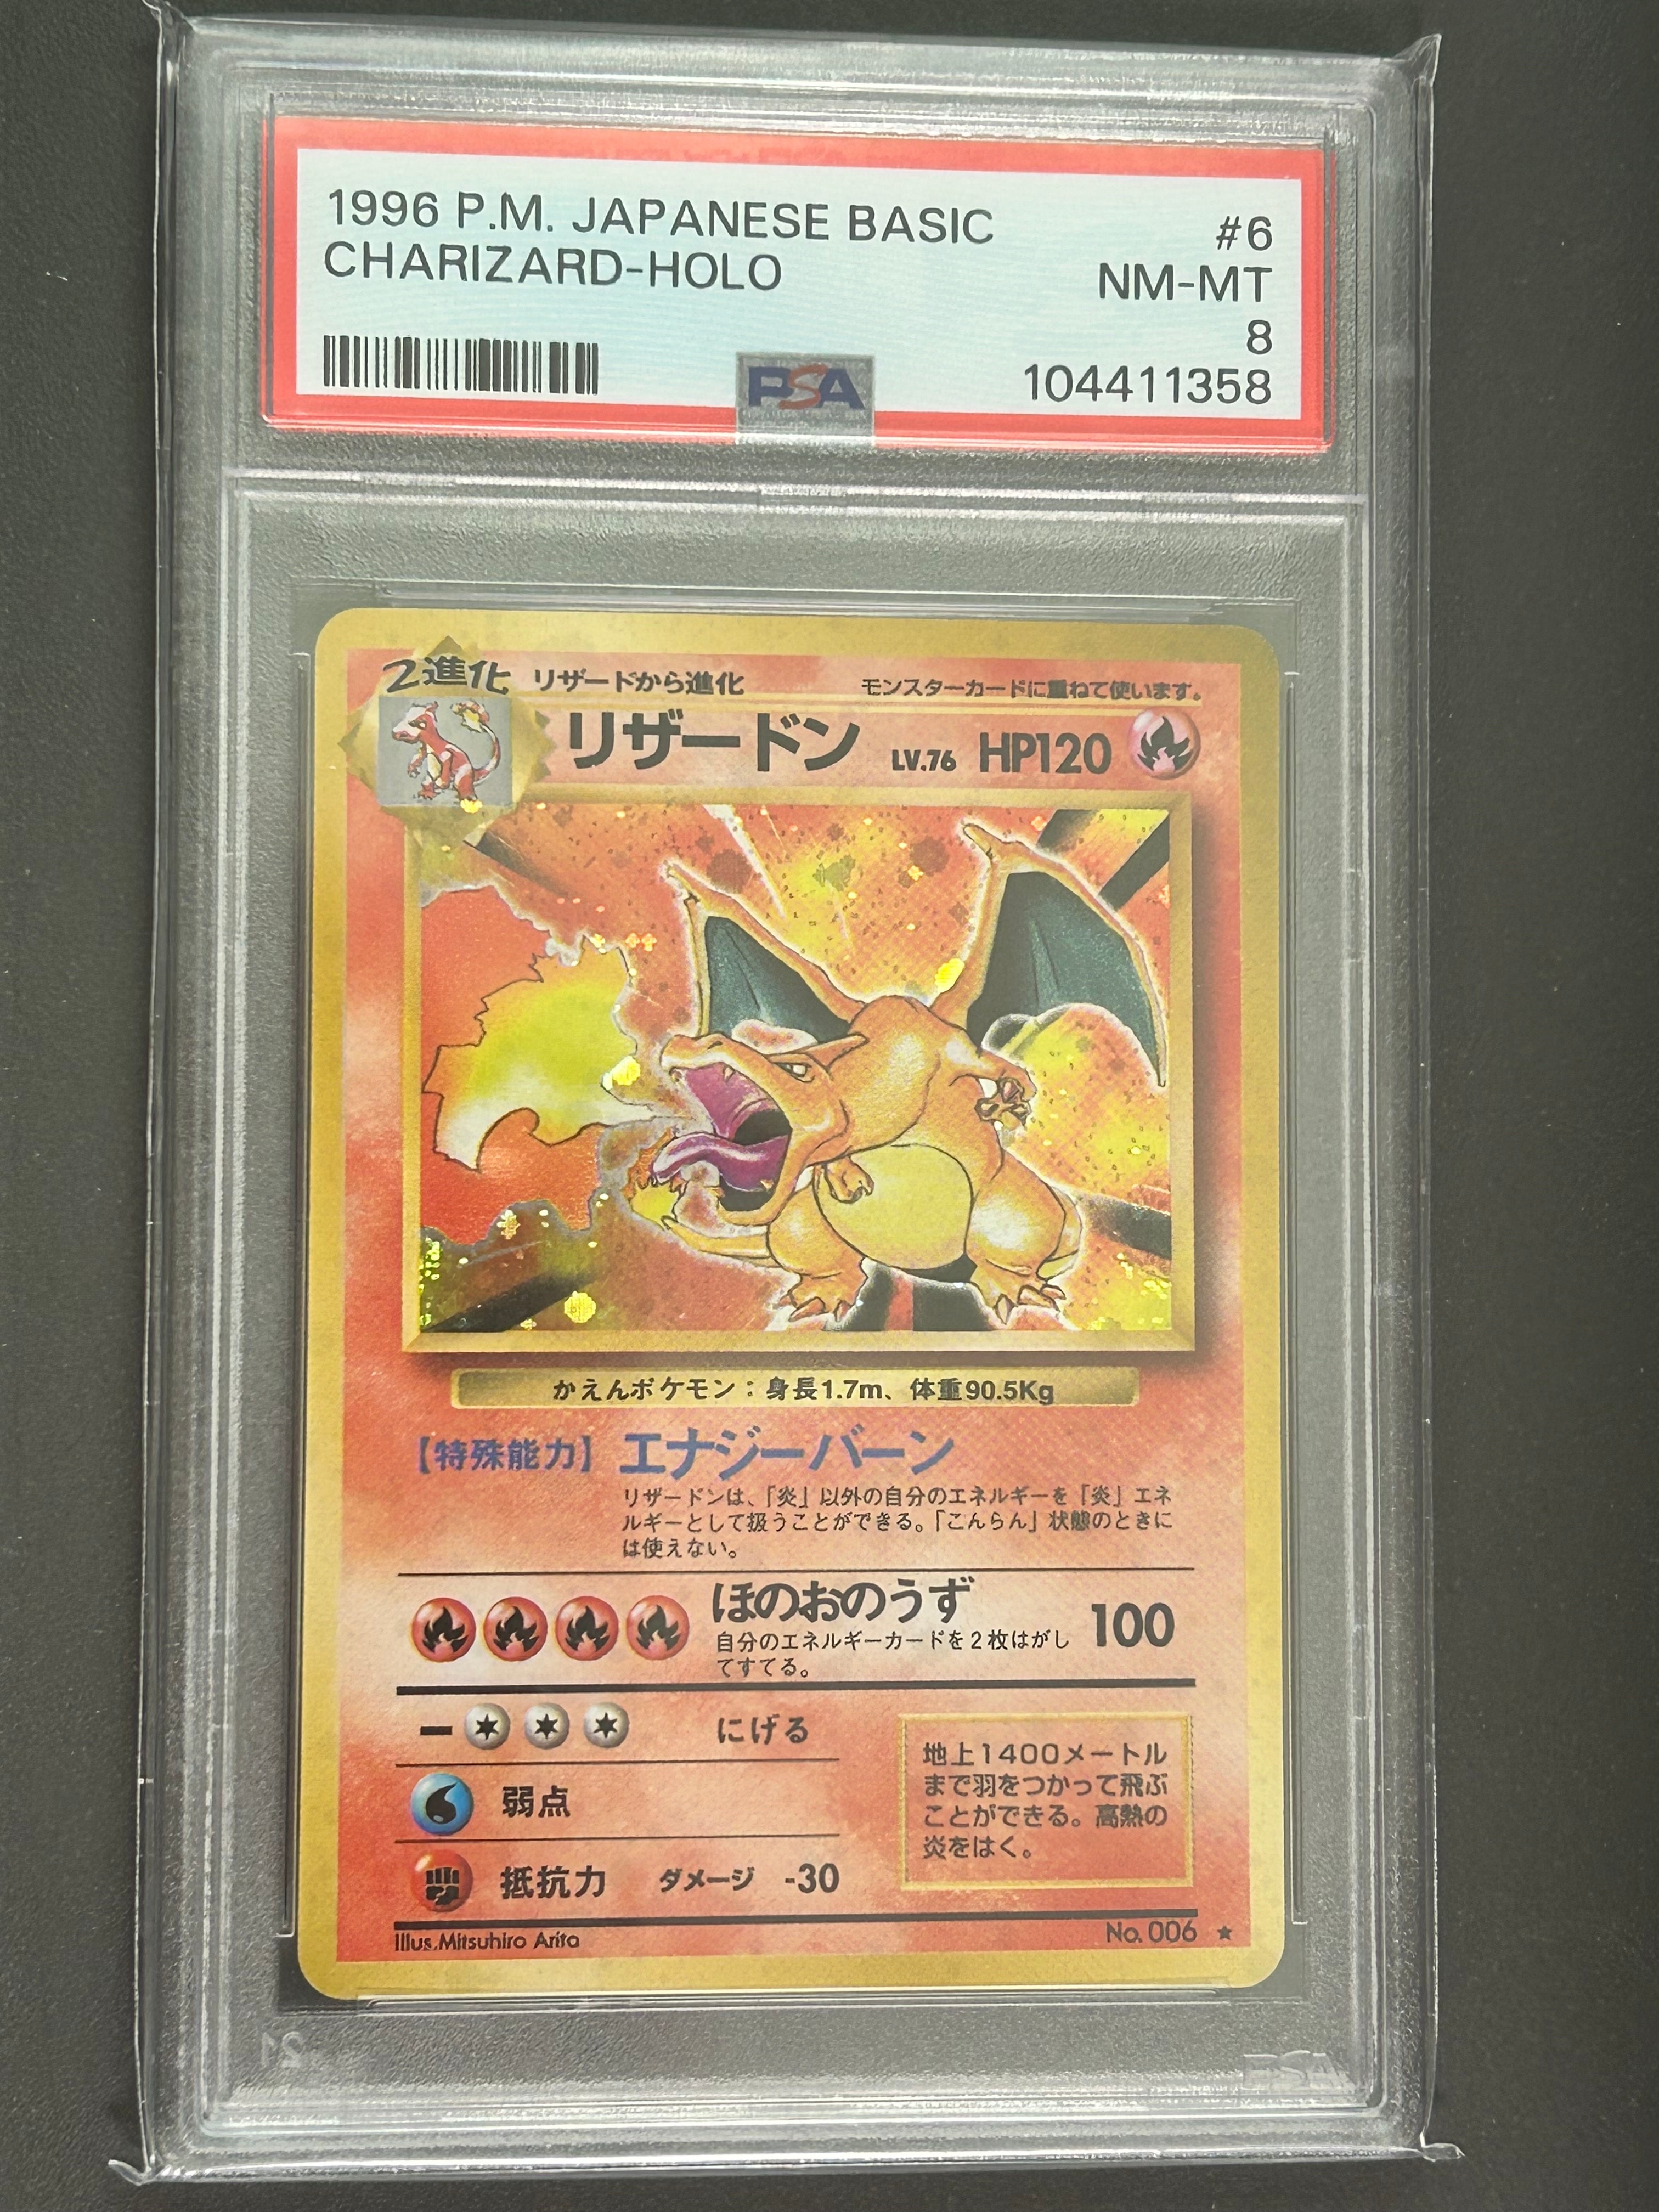 1996 P.M. JAPANESE BASIC #6
CHARIZARD-HOLO NM-MT
8
PSA 104411358
2進化 リザードから進化 モンスターカードに重ねて使います。
リザードン LV.76 HP120
かえんポケモン：身長1.7m、体重90.5Kg
【特殊能力】 エナジーバーン
リザードンは、「炎」以外の自分のエネルギーを「炎」エネ
ルギーとして扱うことができる。「こんらん」状態のときに
は使えない。
ほのおのうず 100
自分のエネルギーカードを2枚はがし
てすてる。
にげる
弱点
抵抗力 ダメージ -30
地上1400メートル
まで羽をつかって飛ぶ
ことができる。高熱の
炎をはく。
Illus.Mitsuhiro Arita No.006 ★
PSA